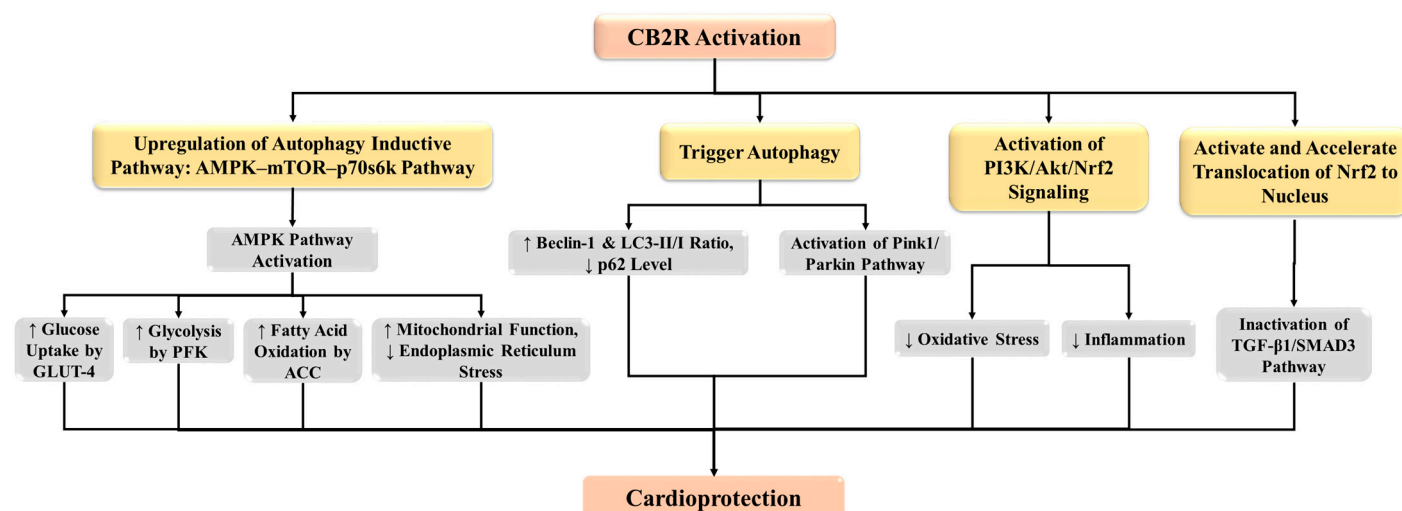 CB2R Activation
Upregulation of Autophagy Inductive
Pathway: AMPK–mTOR–p70s6k Pathway
Trigger Autophagy
Activation of
PI3K/Akt/Nrf2
Signaling
Activate and Accelerate
Translocation of Nrf2 to
Nucleus
AMPK Pathway
Activation
↑ Beclin-1 & LC3-II/I Ratio,
↓ p62 Level
Activation of Pink1/
Parkin Pathway
↑ Glucose
Uptake by
GLUT-4
↑ Glycolysis
by PFK
↑ Fatty Acid
Oxidation by
ACC
↑ Mitochondrial Function,
↓ Endoplasmic Reticulum
Stress
↓ Oxidative Stress
↓ Inflammation
Inactivation of
TGF-β1/SMAD3
Pathway
Cardioprotection